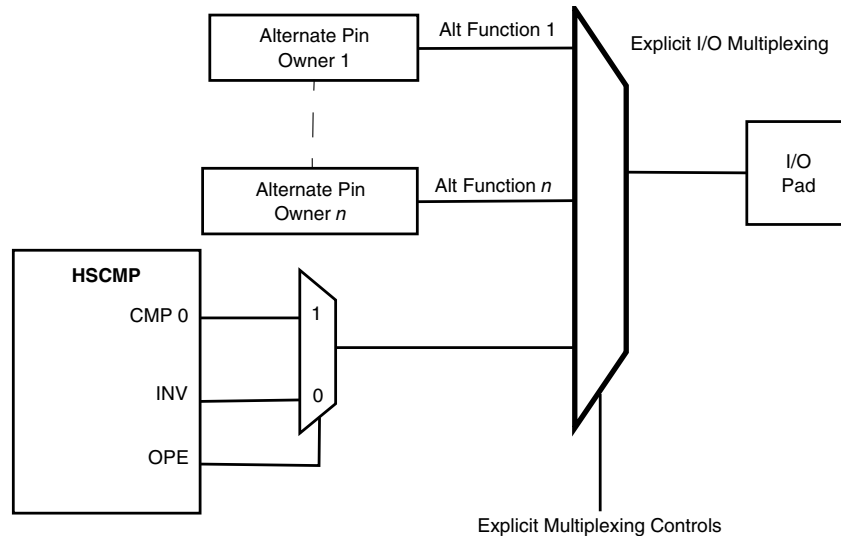 Alternate Pin
Owner 1
Alt Function 1
Explicit I/O Multiplexing
I/O
Pad
Alternate Pin
Owner n
Alt Function n
HSCMP
CMP 0
1
INV
0
OPE
Explicit Multiplexing Controls